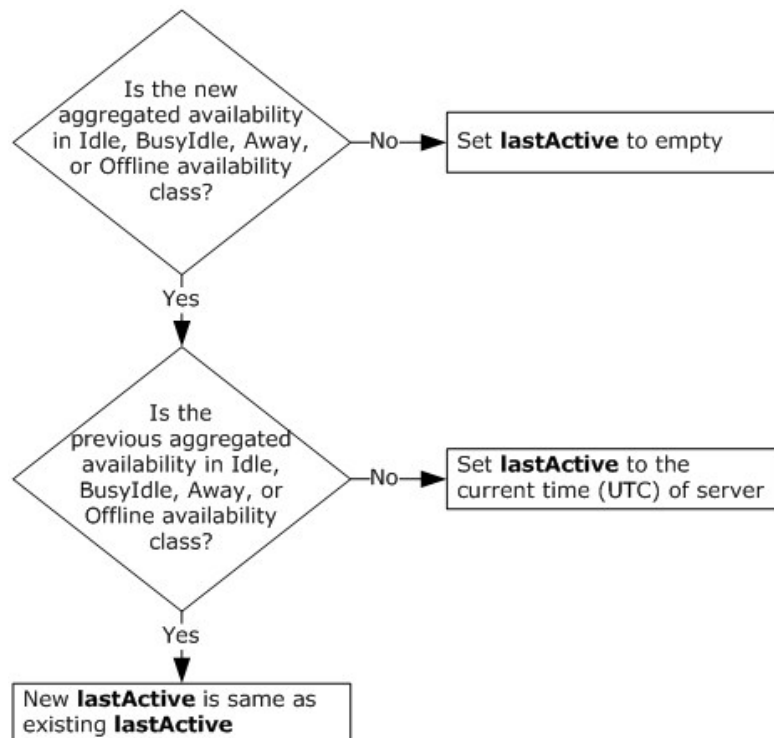 Is the new
aggregated availability
in Idle, BusyIdle, Away,
or Offline availability
class?
No
Set lastActive to empty
Yes
Is the
previous aggregated
availability in Idle,
BusyIdle, Away, or
Offline availability
class?
No
Set lastActive to the
current time (UTC) of server
Yes
New lastActive is same as
existing lastActive